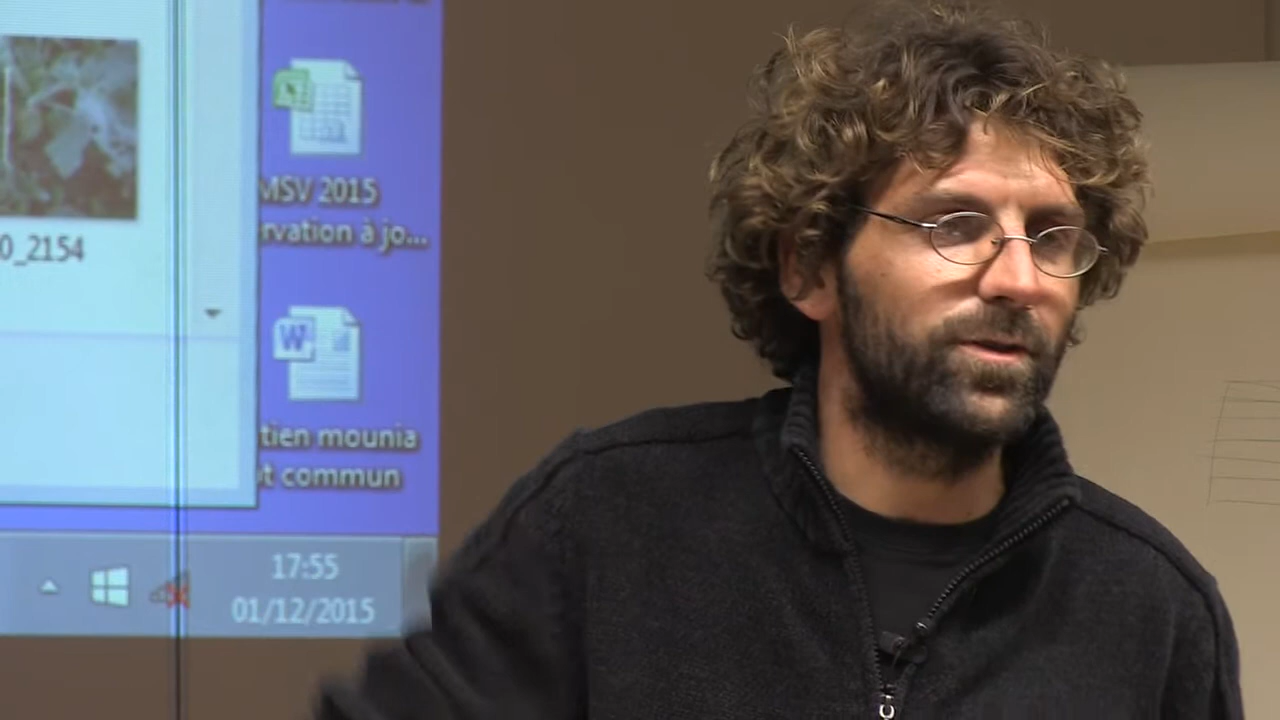 MSV 2015
rvation à jo...
0_2154
W
tien mounia
t commun
17:55
01/12/2015